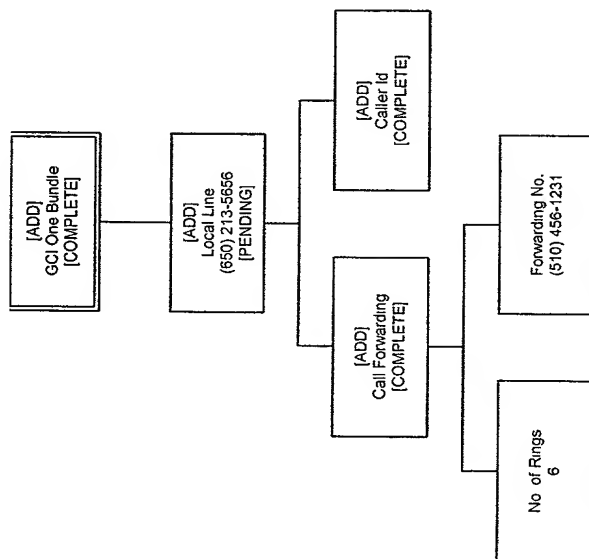 [ADD]
GCI One Bundle
[COMPLETE]
[ADD]
Local Line
(650) 213-5656
[PENDING]
[ADD]
Call Forwarding
[COMPLETE]
[ADD]
Caller Id
[COMPLETE]
No of Rings
6
Forwarding No.
(510) 456-1231